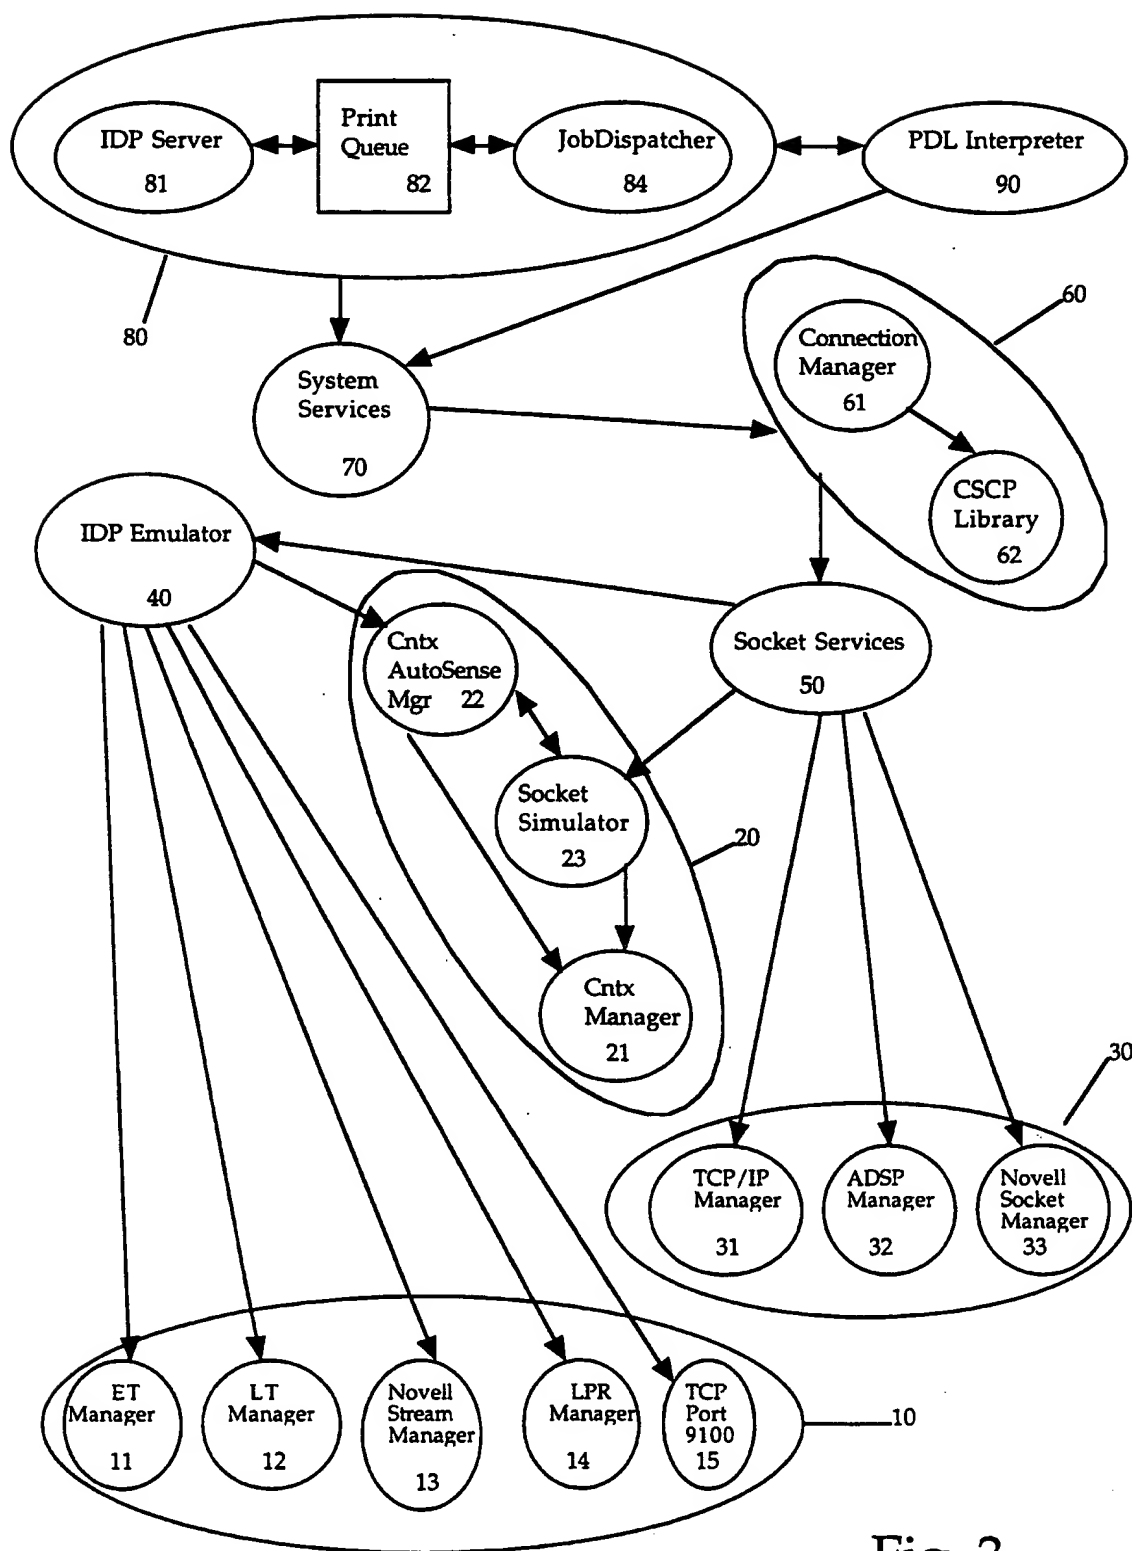 IDP Server
81
Print
Queue
82
JobDispatcher
84
PDL Interpreter
90
80
60
System
Services
70
Connection
Manager
61
CSCP
Library
62
IDP Emulator
40
Cntx
AutoSense
Mgr 22
Socket Services
50
Socket
Simulator
23
20
Cntx
Manager
21
30
TCP/IP
Manager
31
ADSP
Manager
32
Novell
Socket
Manager
33
ET
Manager
11
LT
Manager
12
Novell
Stream
Manager
13
LPR
Manager
14
TCP
Port
9100
15
10